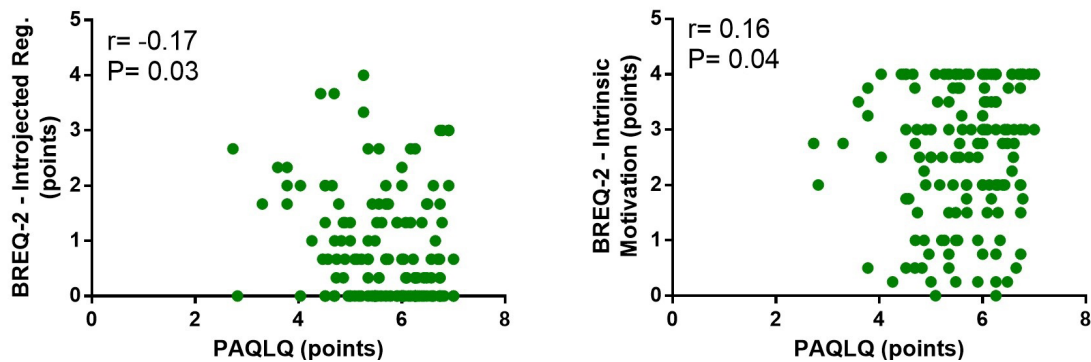 BREQ-2 - Introjected Reg.
(points)
r= -0.17
P= 0.03
5
4
3
2
1
0
0 2 4 6 8
PAQLQ (points)
BREQ-2 - Intrinsic
Motivation (points)
r= 0.16
P= 0.04
5
4
3
2
1
0
0 2 4 6 8
PAQLQ (points)